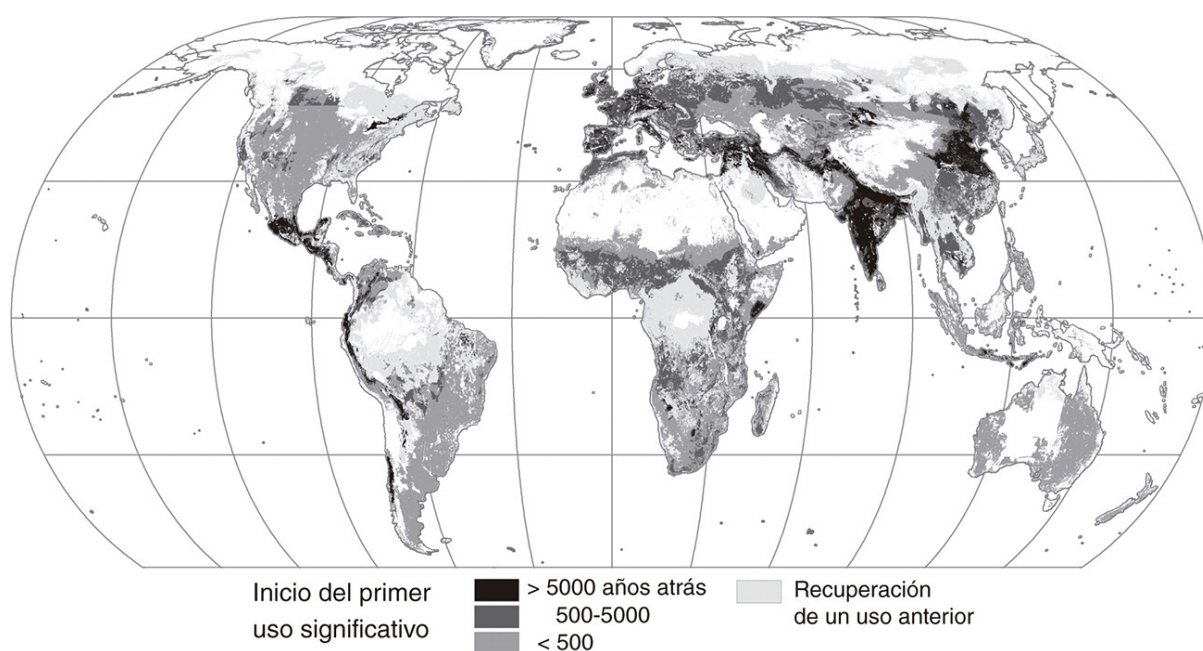 Inicio del primer
uso significativo
> 5000 años atrás
500-5000
< 500
Recuperación
de un uso anterior